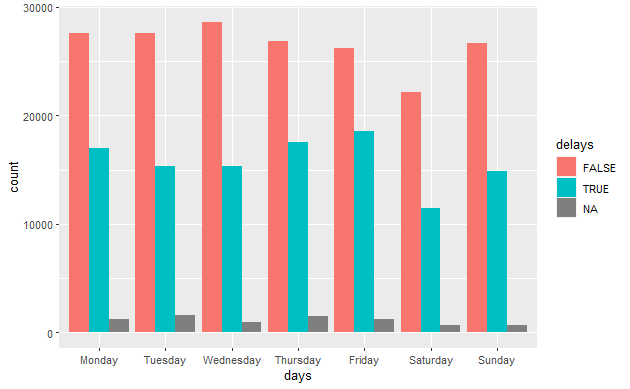 30000
20000
10000
0
count
Monday Tuesday Wednesday Thursday Friday Saturday Sunday
days
delays
FALSE
TRUE
NA